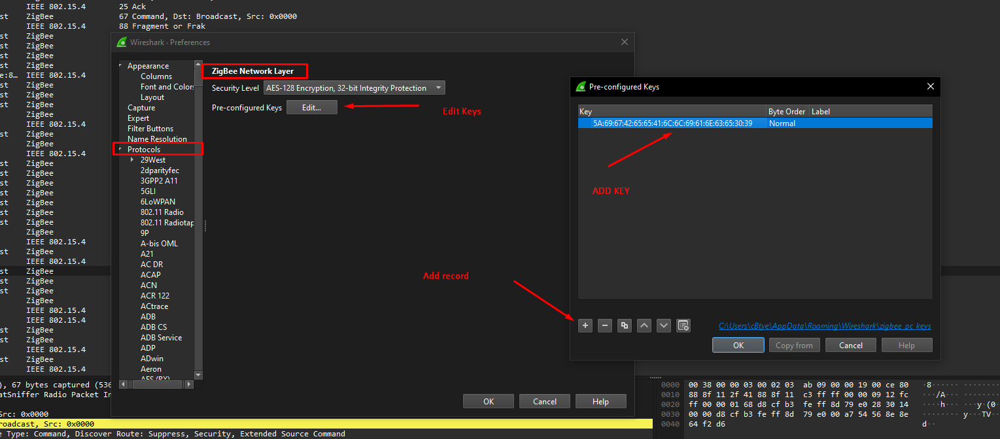 IEEE 802.15.4 25 Ack
st ZigBee 67 Command, Dst: Broadcast, Src: 0x0000
IEEE 802.15.4 88 Fragment or Frak
st ZigBee
st ZigBee
st ZigBee
st ZigBee
e:8… IEEE 802.15.4
st ZigBee
st ZigBee
st ZigBee
ZigBee
IEEE 802.15.4
st ZigBee
st ZigBee
IEEE 802.15.4
st ZigBee
st ZigBee
st ZigBee
st ZigBee
st ZigBee
st ZigBee
st ZigBee
ZigBee
IEEE 802.15.4
st ZigBee
IEEE 802.15.4
st ZigBee
st ZigBee
st ZigBee
ZigBee
IEEE 802.15.4
IEEE 802.15.4
st ZigBee
st ZigBee
IEEE 802.15.4
st ZigBee
IEEE 802.15.4
Wireshark · Preferences
Appearance
Columns
Font and Colors
Layout
Capture
Expert
Filter Buttons
Name Resolution
Protocols
29West
2dparityfec
3GPP2 A11
5GLI
6LoWPAN
802.11 Radio
802.11 Radiotap
9P
A-bis OML
A21
AC DR
ACAP
ACN
ACR 122
ACtrace
ADB
ADB CS
ADB Service
ADP
ADwin
Aeron
AES (RX)
ZigBee Network Layer
Security Level AES-128 Encryption, 32-bit Integrity Protection
Pre-configured Keys Edit...
Edit Keys
Add record
OK Cancel Help
Pre-configured Keys
Key Byte Order Label
5A:69:67:42:65:65:41:6C:6C:69:61:6E:63:65:30:39 Normal
ADD KEY
C:\Users\cBtye\AppData\Roaming\Wireshark\zigbee_pc_keys
OK Copy from Cancel Help
), 67 bytes captured (536
atSniffer Radio Packet In
Src: 0x0000
roadcast, Src: 0x0000
e Type: Command, Discover Route: Suppress, Security, Extended Source Command
0000 00 38 00 00 03 00 02 03 ab 09 00 00 19 00 ce 80 ·8······ ········
0010 88 8f 11 2f 41 88 8f 11 c3 ff ff 00 00 09 12 fc ···/A··· ········
0020 ff 00 00 01 68 d8 cf b3 fe ff 8d 79 e0 28 30 14 ····h··· ···y·(0·
0030 00 00 d8 cf b3 fe ff 8d 79 e0 00 a7 54 56 8e 8e ········ y···TV··
0040 64 f2 d6 d··